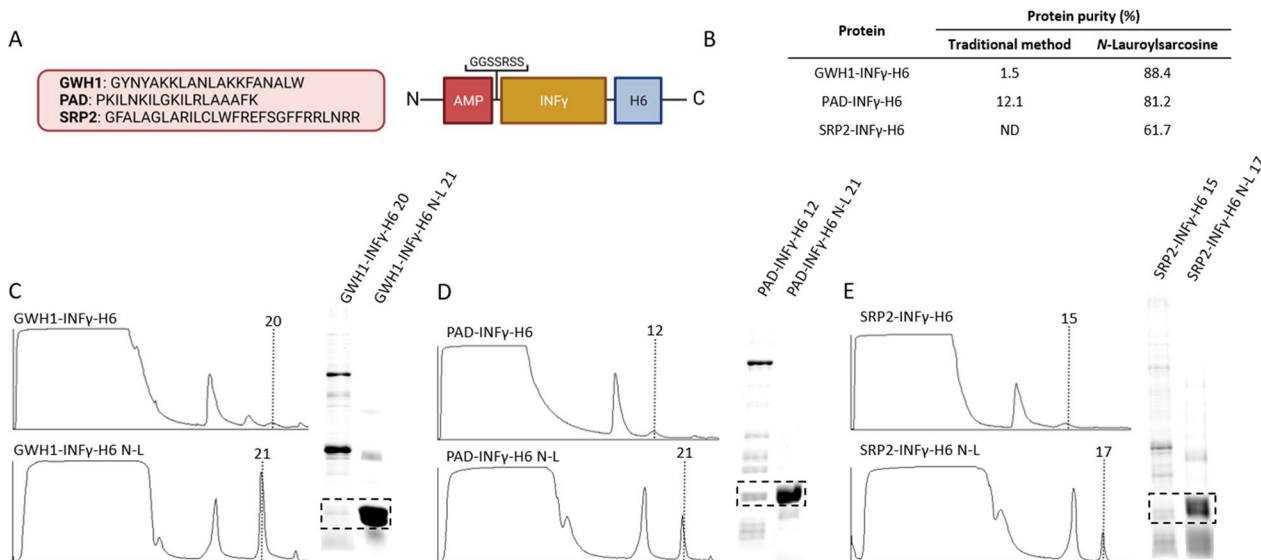 A
GWH1: GYNYAKKLANLAKKFANALW
PAD: PKILNKILGKILRLAAAFK
SRP2: GFALAGLARILCLWFREFSGFFRRLNRR
GGSSRSS
N AMP INFγ H6 C
B
Protein Protein purity (%)
Traditional method N-Lauroylsarcosine
GWH1-INFγ-H6 1.5 88.4
PAD-INFγ-H6 12.1 81.2
SRP2-INFγ-H6 ND 61.7
C
GWH1-INFγ-H6
20
GWH1-INFγ-H6 N-L
21
GWH1-INFγ-H6 20
GWH1-INFγ-H6 N-L 21
D
PAD-INFγ-H6
12
PAD-INFγ-H6 N-L
21
PAD-INFγ-H6 12
PAD-INFγ-H6 N-L 21
E
SRP2-INFγ-H6
15
SRP2-INFγ-H6 N-L
17
SRP2-INFγ-H6 15
SRP2-INFγ-H6 N-L 17